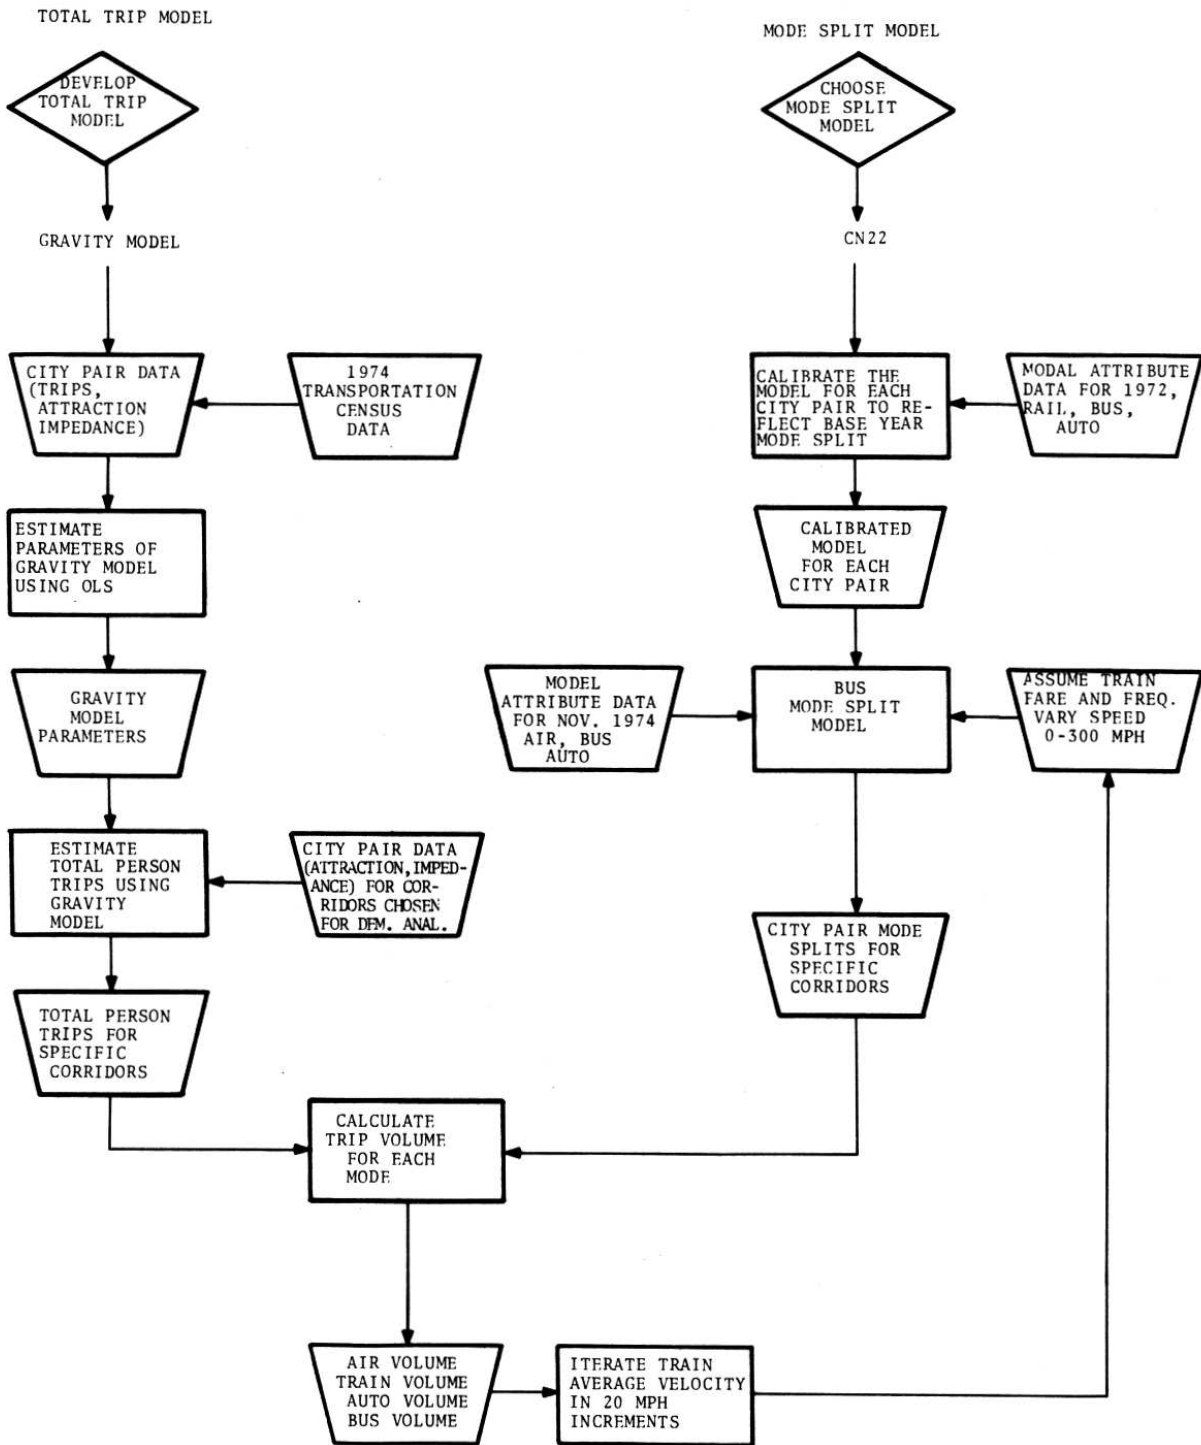 TOTAL TRIP MODEL
DEVELOP
TOTAL TRIP
MODEL
GRAVITY MODEL
CITY PAIR DATA
(TRIPS,
ATTRACTION
IMPEDANCE)
1974
TRANSPORTATION
CENSUS
DATA
ESTIMATE
PARAMETERS OF
GRAVITY MODEL
USING OLS
GRAVITY
MODEL
PARAMETERS
ESTIMATE
TOTAL PERSON
TRIPS USING
GRAVITY
MODEL
CITY PAIR DATA
(ATTRACTION,IMPED-
ANCE) FOR COR-
RIDORS CHOSEN
FOR DEM. ANAL.
TOTAL PERSON
TRIPS FOR
SPECIFIC
CORRIDORS
MODE SPLIT MODEL
CHOOSE
MODE SPLIT
MODEL
CN22
CALIBRATE THE
MODEL FOR EACH
CITY PAIR TO RE-
FLECT BASE YEAR
MODE SPLIT
MODAL ATTRIBUTE
DATA FOR 1972,
RAIL, BUS,
AUTO
CALIBRATED
MODEL
FOR EACH
CITY PAIR
MODEL
ATTRIBUTE DATA
FOR NOV. 1974
AIR, BUS
AUTO
BUS
MODE SPLIT
MODEL
ASSUME TRAIN
FARE AND FREQ.
VARY SPEED
0-300 MPH
CITY PAIR MODE
SPLITS FOR
SPECIFIC
CORRIDORS
CALCULATE
TRIP VOLUME
FOR EACH
MODE
AIR VOLUME
TRAIN VOLUME
AUTO VOLUME
BUS VOLUME
ITERATE TRAIN
AVERAGE VELOCITY
IN 20 MPH
INCREMENTS